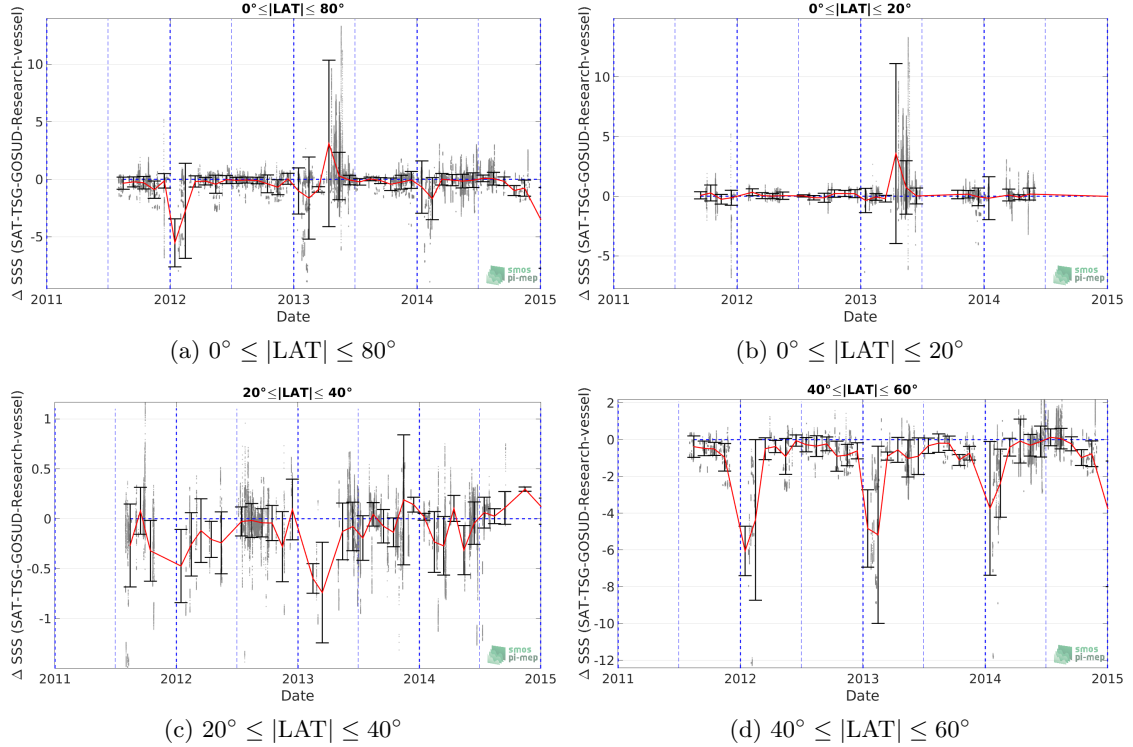 0°≤|LAT|≤ 80°
Δ SSS (SAT-TSG-GOSUD-Research-vessel)
10
5
0
-5
2011 2012 2013 2014 2015
Date
smos
pi-mep
(a) 0° ≤ |LAT| ≤ 80°
0°≤|LAT|≤ 20°
Δ SSS (SAT-TSG-GOSUD-Research-vessel)
10
5
0
-5
2011 2012 2013 2014 2015
Date
smos
pi-mep
(b) 0° ≤ |LAT| ≤ 20°
20°≤|LAT|≤ 40°
Δ SSS (SAT-TSG-GOSUD-Research-vessel)
1
0.5
0
-0.5
-1
2011 2012 2013 2014 2015
Date
smos
pi-mep
(c) 20° ≤ |LAT| ≤ 40°
40°≤|LAT|≤ 60°
Δ SSS (SAT-TSG-GOSUD-Research-vessel)
2
0
-2
-4
-6
-8
-10
-12
2011 2012 2013 2014 2015
Date
smos
pi-mep
(d) 40° ≤ |LAT| ≤ 60°